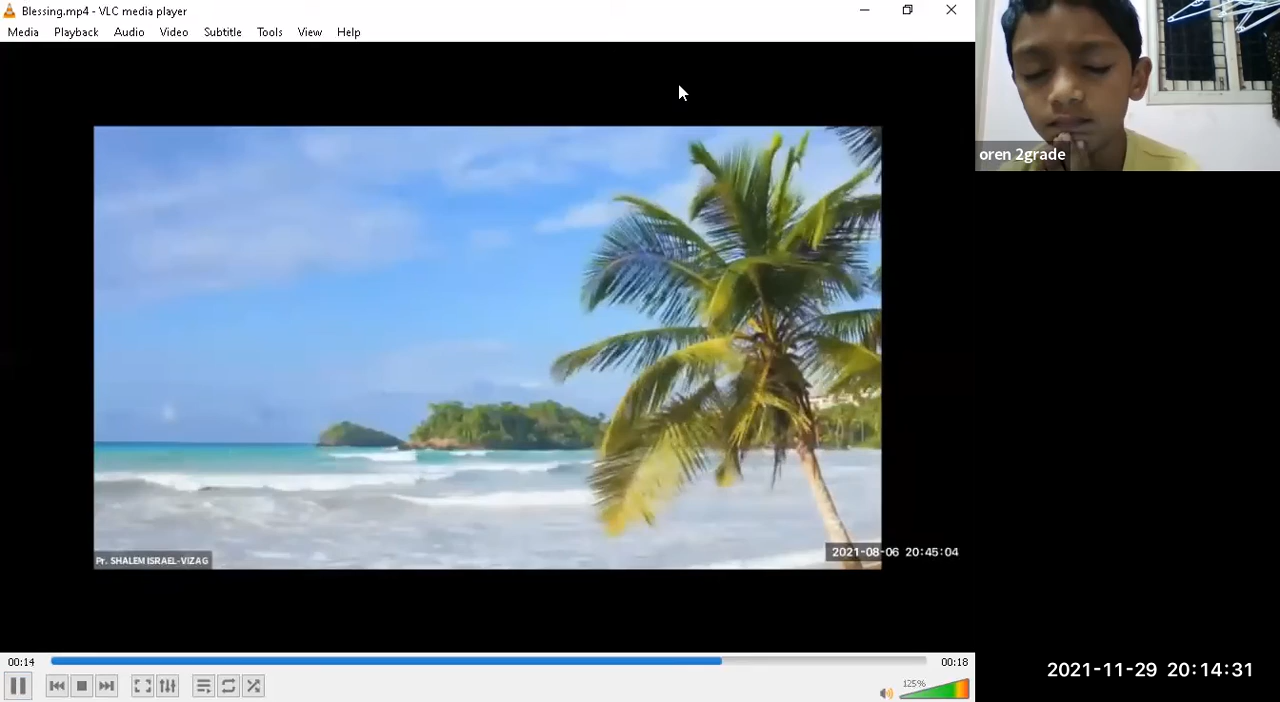 Blessing.mp4 - VLC media player
Media Playback Audio Video Subtitle Tools View Help
oren 2grade
Pr. SHALEM ISRAEL-VIZAG
2021-08-06 20:45:04
00:14
00:18
125%
2021-11-29 20:14:31